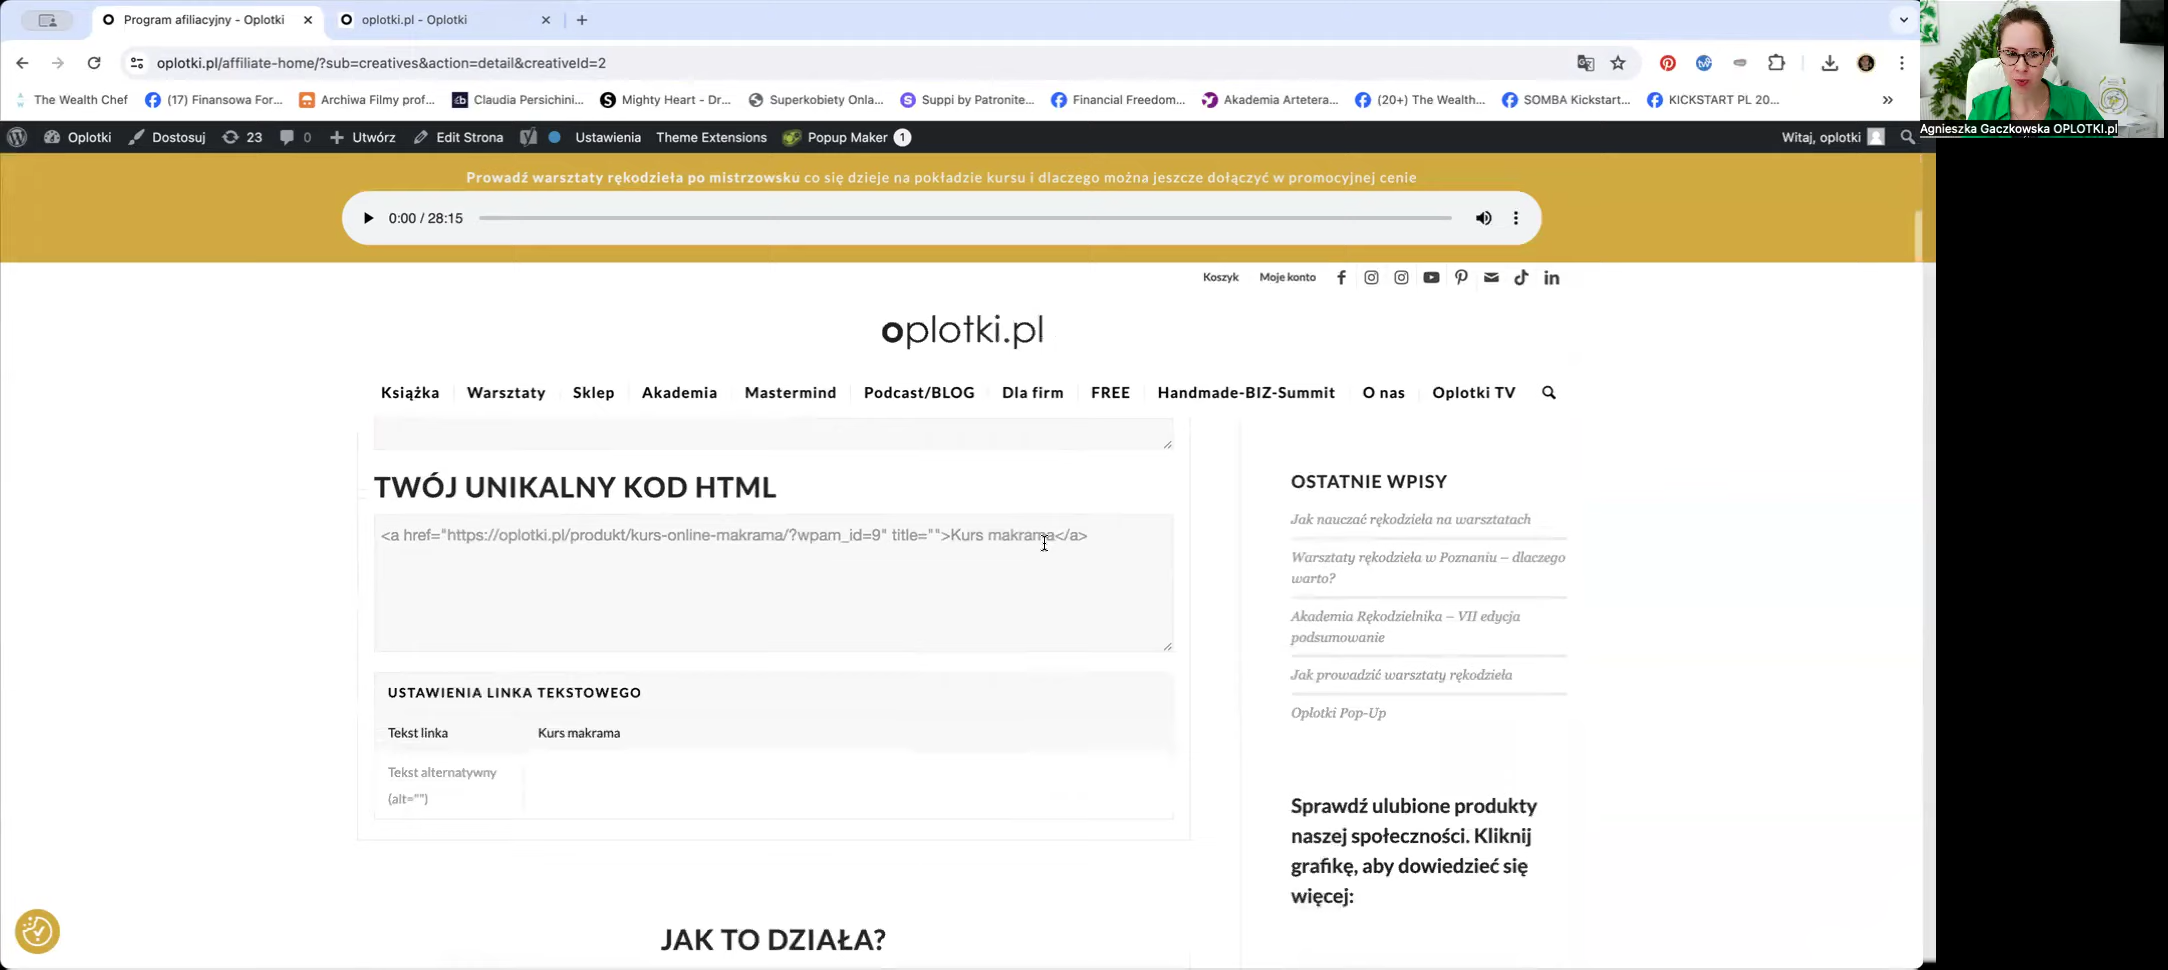 Program afiliacyjny - Oplotki
oplotki.pl - Oplotki
oplotki.pl/affiliate-home/?sub=creatives&action=detail&creativeId=2
The Wealth Chef
(17) Finansowa For...
Archiwa Filmy prof...
Claudia Persichini...
Mighty Heart - Dr...
Superkobiety Onla...
Suppi by Patronite...
Financial Freedom...
Akademia Artetera...
(20+) The Wealth...
SOMBA Kickstart...
KICKSTART PL 20...
Agnieszka Gaczkowska OPLOTKI.pl
Oplotki
Dostosuj
23
0
Utwórz
Edit Strona
Ustawienia
Theme Extensions
Popup Maker 1
Witaj, oplotki
Prowadź warsztaty rękodzieła po mistrzowsku co się dzieje na pokładzie kursu i dlaczego można jeszcze dołączyć w promocyjnej cenie
0:00 / 28:15
Koszyk
Moje konto
oplotki.pl
Książka
Warsztaty
Sklep
Akademia
Mastermind
Podcast/BLOG
Dla firm
FREE
Handmade-BIZ-Summit
O nas
Oplotki TV
TWÓJ UNIKALNY KOD HTML
<a href="https://oplotki.pl/produkt/kurs-online-makrama/?wpam_id=9" title="">Kurs makrama</a>
USTAWIENIA LINKA TEKSTOWEGO
Tekst linka
Kurs makrama
Tekst alternatywny
(alt="")
JAK TO DZIAŁA?
OSTATNIE WPISY
Jak nauczać rękodzieła na warsztatach
Warsztaty rękodzieła w Poznaniu – dlaczego
warto?
Akademia Rękodzielnika – VII edycja
podsumowanie
Jak prowadzić warsztaty rękodzieła
Oplotki Pop-Up
Sprawdź ulubione produkty
naszej społeczności. Kliknij
grafikę, aby dowiedzieć się
więcej: